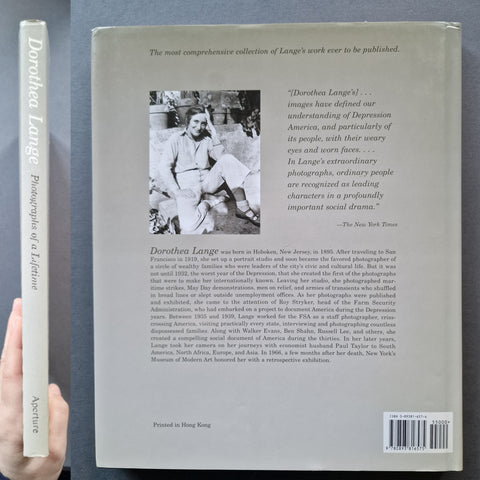 Dorothea Lange
Photographs of a Lifetime
Aperture
The most comprehensive collection of Lange's work ever to be published.
"[Dorothea Lange's] . . .
images have defined our
understanding of Depression
America, and particularly of
its people, with their weary
eyes and worn faces. . . .
In Lange's extraordinary
photographs, ordinary people
are recognized as leading
characters in a profoundly
important social drama."
—The New York Times
Dorothea Lange was born in Hoboken, New Jersey, in 1895. After traveling to San
Francisco in 1919, she set up a portrait studio and soon became the favored photographer of
a circle of wealthy families who were leaders of the city's civic and cultural life. But it was
not until 1932, the worst year of the Depression, that she created the first of the photographs
that were to make her internationally known. Leaving her studio, she photographed mar-
itime strikes, May Day demonstrations, men on relief, and armies of transients who shuffled
in bread lines or slept outside unemployment offices. As her photographs were published
and exhibited, she came to the attention of Roy Stryker, head of the Farm Security
Administration, who had embarked on a project to document America during the Depression
years. Between 1935 and 1939, Lange worked for the FSA as a staff photographer, criss-
crossing America, visiting practically every state, interviewing and photographing countless
dispossessed families. Along with Walker Evans, Ben Shahn, Russell Lee, and others, she
created a compelling social document of America during the thirties. In her later years,
Lange took her camera on her journeys with economist husband Paul Taylor to South
America, North Africa, Europe, and Asia. In 1966, a few months after her death, New York's
Museum of Modern Art honored her with a retrospective exhibition.
Printed in Hong Kong
ISBN 0-89381-657-6
55000
9 780893 816575